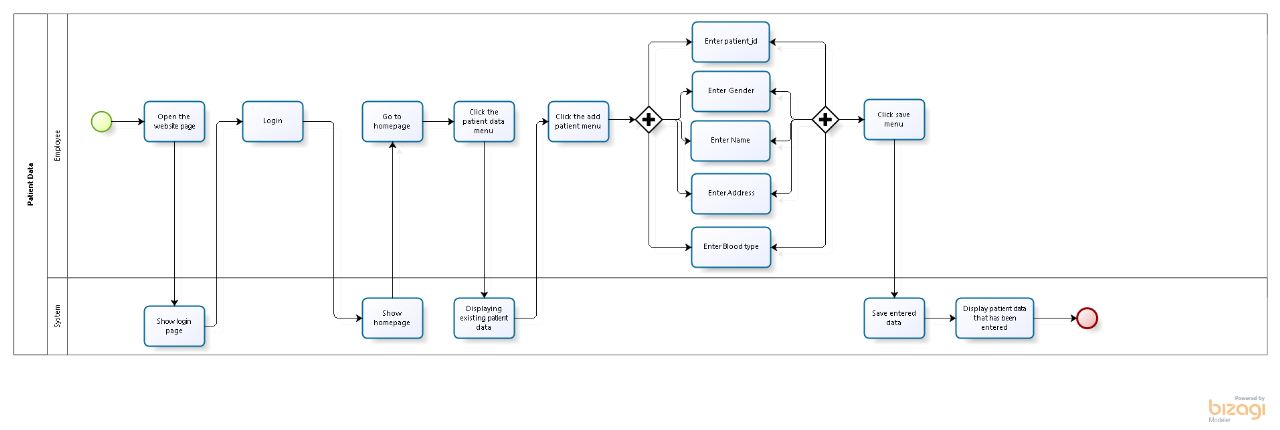 Patient Data
Employee
System
Open the
website page
Login
Go to
homepage
Click the
patient data
menu
Click the add
patient menu
Enter patient_id
Enter Gender
Enter Name
Enter Address
Enter Blood type
Click save
menu
Show login
page
Show
homepage
Displaying
existing patient
data
Save entered
data
Display patient data
that has been
entered
Powered by
bizagi
Modeler